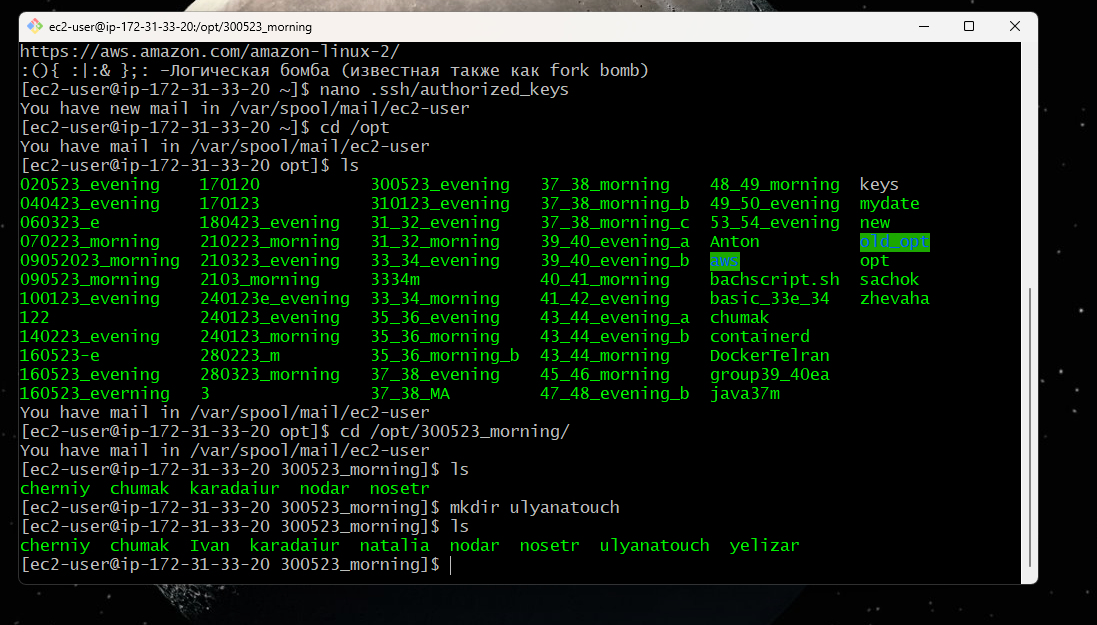 ec2-user@ip-172-31-33-20:/opt/300523_morning
https://aws.amazon.com/amazon-linux-2/
:(){ :|:& };: -Логическая бомба (известная также как fork bomb)
[ec2-user@ip-172-31-33-20 ~]$ nano .ssh/authorized_keys
You have new mail in /var/spool/mail/ec2-user
[ec2-user@ip-172-31-33-20 ~]$ cd /opt
You have mail in /var/spool/mail/ec2-user
[ec2-user@ip-172-31-33-20 opt]$ ls
020523_evening 170120 300523_evening 37_38_morning 48_49_morning keys
040423_evening 170123 310123_evening 37_38_morning_b 49_50_evening mydate
060323_e 180423_evening 31_32_evening 37_38_morning_c 53_54_evening new
070223_morning 210223_morning 31_32_morning 39_40_evening_a Anton old_opt
09052023_morning 210323_evening 33_34_evening 39_40_evening_b aws opt
090523_morning 2103_morning 3334m 40_41_morning bachscript.sh sachok
100123_evening 240123e_evening 33_34_morning 41_42_evening basic_33e_34 zhevaha
122 240123_evening 35_36_evening 43_44_evening_a chumak
140223_evening 240123_morning 35_36_morning 43_44_evening_b containerd
160523-e 280223_m 35_36_morning_b 43_44_morning DockerTelran
160523_evening 280323_morning 37_38_evening 45_46_morning group39_40ea
160523_everning 3 37_38_MA 47_48_evening_b java37m
You have mail in /var/spool/mail/ec2-user
[ec2-user@ip-172-31-33-20 opt]$ cd /opt/300523_morning/
You have mail in /var/spool/mail/ec2-user
[ec2-user@ip-172-31-33-20 300523_morning]$ ls
cherniy chumak karadaiur nodar nosetr
[ec2-user@ip-172-31-33-20 300523_morning]$ mkdir ulyanatouch
[ec2-user@ip-172-31-33-20 300523_morning]$ ls
cherniy chumak Ivan karadaiur natalia nodar nosetr ulyanatouch yelizar
[ec2-user@ip-172-31-33-20 300523_morning]$